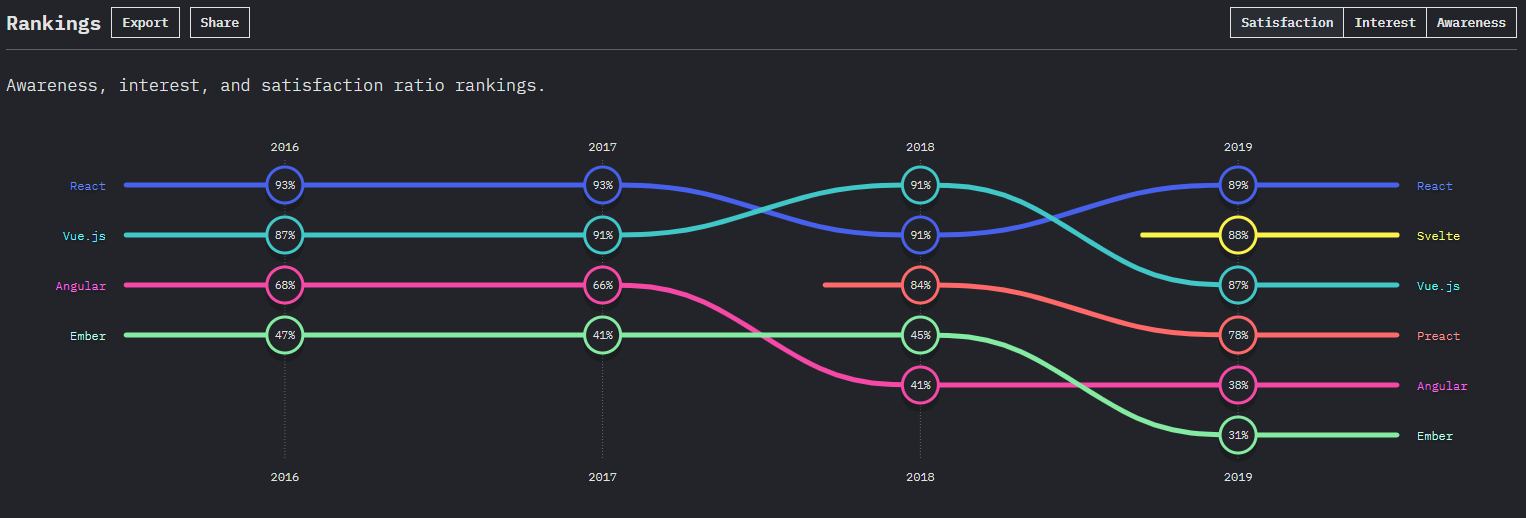 Rankings Export Share Satisfaction Interest Awareness
Awareness, interest, and satisfaction ratio rankings.
2016 2017 2018 2019
React 93% 93% 91% 89% React
Vue.js 87% 91% 91% 88% Svelte
Angular 68% 66% 84% 87% Vue.js
Ember 47% 41% 45% 78% Preact
41% 38% Angular
31% Ember
2016 2017 2018 2019